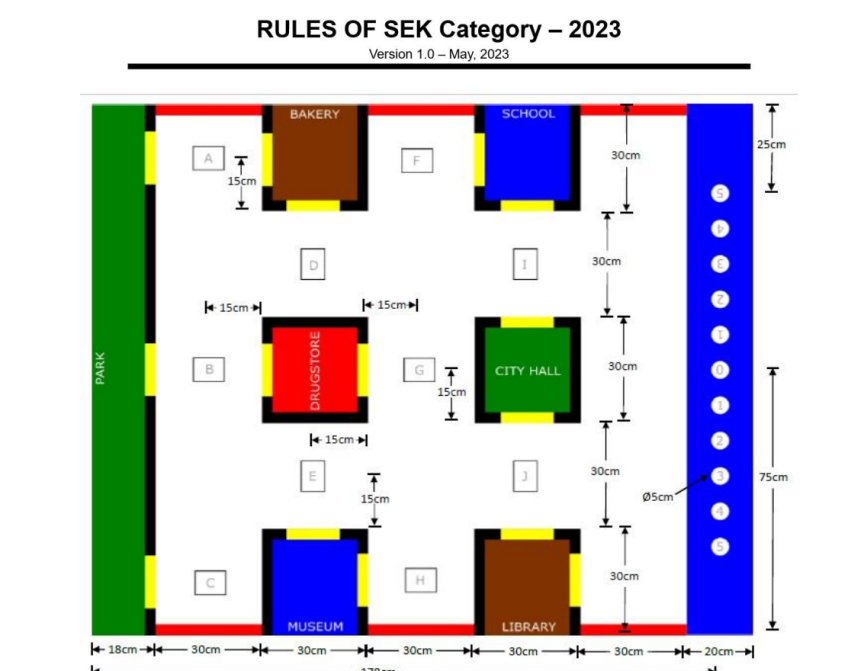 RULES OF SEK Category – 2023
Version 1.0 – May, 2023
BAKERY
SCHOOL
25cm
A
F
30cm
15cm
5
4
D
I
30cm
3
2
15cm
15cm
1
PARK
B
DRUGSTORE
G
CITY HALL
30cm
0
15cm
1
15cm
2
E
J
30cm
3
75cm
15cm
Ø5cm
4
5
C
H
30cm
MUSEUM
LIBRARY
18cm 30cm 30cm 30cm 30cm 30cm 20cm